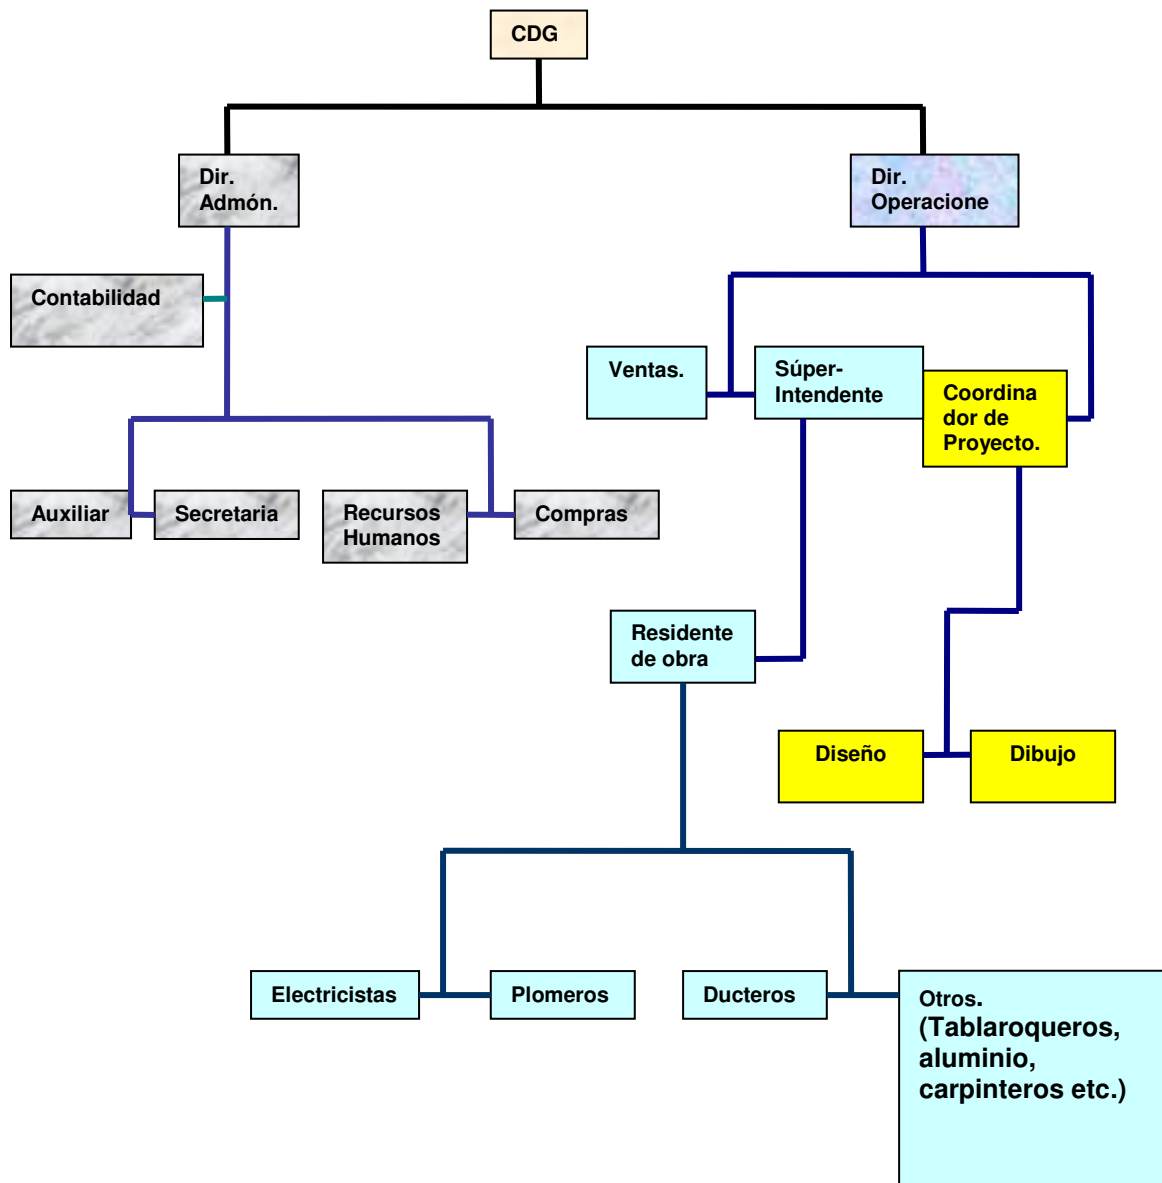 CDG
Dir.
Admón.
Dir.
Operacione
Contabilidad
Ventas.
Súper-
Intendente
Coordina
dor de
Proyecto.
Auxiliar
Secretaria
Recursos
Humanos
Compras
Residente
de obra
Diseño
Dibujo
Electricistas
Plomeros
Ducteros
Otros.
(Tablaroqueros,
aluminio,
carpinteros etc.)